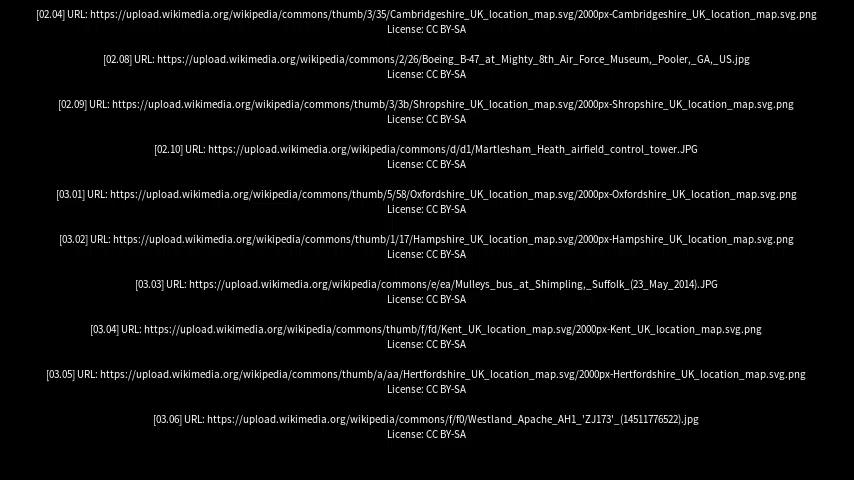 [02.04] URL: https://upload.wikimedia.org/wikipedia/commons/thumb/3/35/Cambridgeshire_UK_location_map.svg/2000px-Cambridgeshire_UK_location_map.svg.png
License: CC BY-SA
[02.08] URL: https://upload.wikimedia.org/wikipedia/commons/2/26/Boeing_B-47_at_Mighty_8th_Air_Force_Museum,_Pooler,_GA,_US.jpg
License: CC BY-SA
[02.09] URL: https://upload.wikimedia.org/wikipedia/commons/thumb/3/3b/Shropshire_UK_location_map.svg/2000px-Shropshire_UK_location_map.svg.png
License: CC BY-SA
[02.10] URL: https://upload.wikimedia.org/wikipedia/commons/d/d1/Martlesham_Heath_airfield_control_tower.JPG
License: CC BY-SA
[03.01] URL: https://upload.wikimedia.org/wikipedia/commons/thumb/5/58/Oxfordshire_UK_location_map.svg/2000px-Oxfordshire_UK_location_map.svg.png
License: CC BY-SA
[03.02] URL: https://upload.wikimedia.org/wikipedia/commons/thumb/1/17/Hampshire_UK_location_map.svg/2000px-Hampshire_UK_location_map.svg.png
License: CC BY-SA
[03.03] URL: https://upload.wikimedia.org/wikipedia/commons/e/ea/Mulleys_bus_at_Shimpling,_Suffolk_(23_May_2014).JPG
License: CC BY-SA
[03.04] URL: https://upload.wikimedia.org/wikipedia/commons/thumb/f/fd/Kent_UK_location_map.svg/2000px-Kent_UK_location_map.svg.png
License: CC BY-SA
[03.05] URL: https://upload.wikimedia.org/wikipedia/commons/thumb/a/aa/Hertfordshire_UK_location_map.svg/2000px-Hertfordshire_UK_location_map.svg.png
License: CC BY-SA
[03.06] URL: https://upload.wikimedia.org/wikipedia/commons/f/f0/Westland_Apache_AH1_'ZJ173'_(14511776522).jpg
License: CC BY-SA